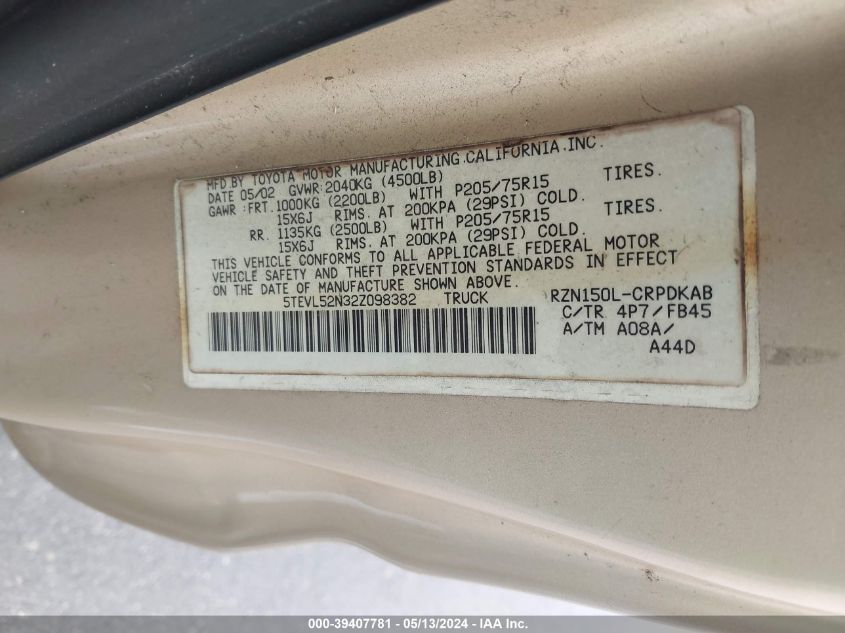 MFD.BY TOYOTA MOTOR MANUFACTURING.CALIFORNIA.INC.
DATE 05/02 GVWR:2040KG (4500LB)
GAWR:FRT.1000KG (2200LB) WITH P205/75R15 TIRES.
15X6J RIMS. AT 200KPA (29PSI) COLD.
RR. 1135KG (2500LB) WITH P205/75R15 TIRES.
15X6J RIMS. AT 200KPA (29PSI) COLD.
THIS VEHICLE CONFORMS TO ALL APPLICABLE FEDERAL MOTOR
VEHICLE SAFETY AND THEFT PREVENTION STANDARDS IN EFFECT
ON THE DATE OF MANUFACTURE SHOWN ABOVE.
5TEVL52N32Z098382 TRUCK RZN150L-CRPDKAB
C/TR 4P7/FB45
A/TM A08A/
A44D
000-39407781 - 05/13/2024 - IAA Inc.